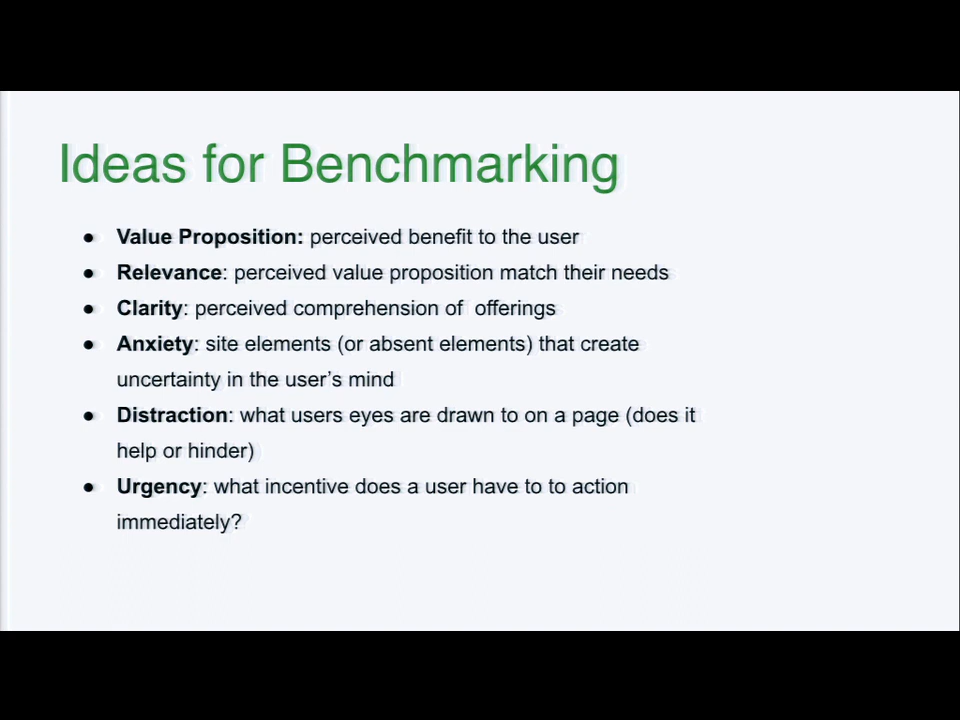 Ideas for Benchmarking
● Value Proposition: perceived benefit to the user
● Relevance: perceived value proposition match their needs
● Clarity: perceived comprehension of offerings
● Anxiety: site elements (or absent elements) that create
uncertainty in the user’s mind
● Distraction: what users eyes are drawn to on a page (does it
help or hinder)
● Urgency: what incentive does a user have to to action
immediately?